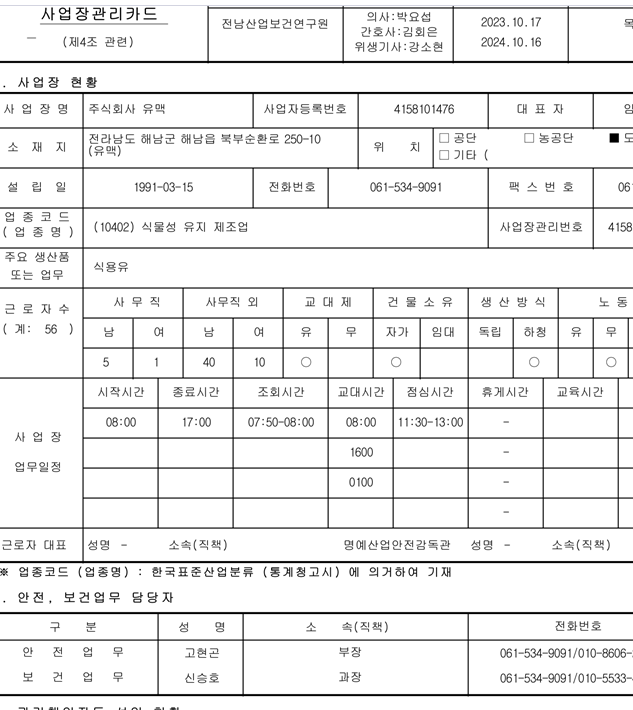 사업장관리카드
(제4조 관련)
전남산업보건연구원
의사:박요섭
간호사:김회은
위생기사:강소현
2023.10.17
2024.10.16
목
. 사업장 현황
사 업 장 명 주식회사 유맥 사업자등록번호 4158101476 대 표 자
소 재 지 전라남도 해남군 해남읍 북부순환로 250-10
(유맥)
위 치 □ 공단 □ 농공단 ■ 도
□ 기타 (
설 립 일 1991-03-15 전화번호 061-534-9091 팩 스 번 호 061
업 종 코 드
( 업 종 명 )
(10402) 식물성 유지 제조업 사업장관리번호 4158
주요 생산품
또는 업무
식용유
근 로 자 수
( 계: 56 )
사 무 직 사무직 외 교 대 제 건 물 소 유 생 산 방 식 노 동
남 여 남 여 유 무 자가 임대 독립 하청 유 무
5 1 40 10 ○ ○ ○ ○
사 업 장
업무일정
시작시간 종료시간 조회시간 교대시간 점심시간 휴게시간 교육시간
08:00 17:00 07:50-08:00 08:00 11:30-13:00 -
1600 -
0100 -
-
근로자 대표 성명 - 소속(직책) 명예산업안전감독관 성명 - 소속(직책)
※ 업종코드 (업종명) : 한국표준산업분류 (통계청고시) 에 의거하여 기재
. 안전, 보건업무 담당자
구 분 성 명 소 속(직책) 전화번호
안 전 업 무 고현곤 부장 061-534-9091/010-8606-
보 건 업 무 신승호 과장 061-534-9091/010-5533-